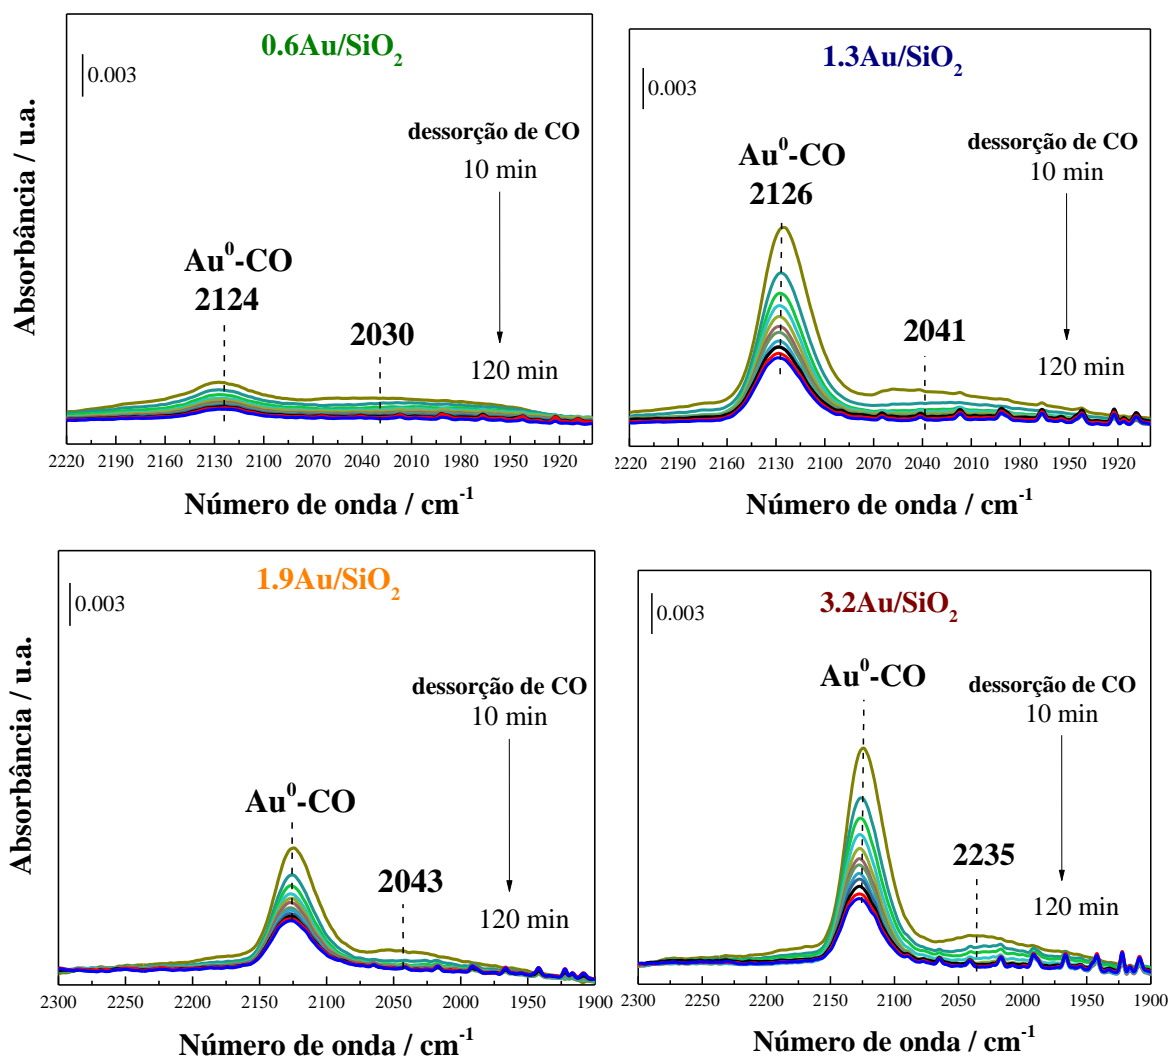 0.6Au/SiO₂
0.003
dessorção de CO
10 min
Au⁰-CO
2124
2030
120 min
Absorbância / u.a.
2220 2190 2160 2130 2100 2070 2040 2010 1980 1950 1920
Número de onda / cm⁻¹
1.3Au/SiO₂
0.003
dessorção de CO
10 min
Au⁰-CO
2126
2041
120 min
2220 2190 2160 2130 2100 2070 2040 2010 1980 1950 1920
Número de onda / cm⁻¹
1.9Au/SiO₂
0.003
dessorção de CO
10 min
Au⁰-CO
2043
120 min
Absorbância / u.a.
2300 2250 2200 2150 2100 2050 2000 1950 1900
Número de onda / cm⁻¹
3.2Au/SiO₂
0.003
Au⁰-CO
dessorção de CO
10 min
2235
120 min
2300 2250 2200 2150 2100 2050 2000 1950 1900
Número de onda / cm⁻¹